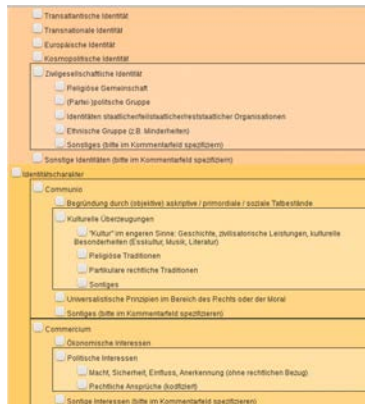 Transatlantische Identität
Transnationale Identität
Europäische Identität
Kosmopolitische Identität
Zivilgesellschaftliche Identität
Religiöse Gemeinschaft
(Partei-)politische Gruppe
Identitäten staatlicher/teilstaatlicher/reststaatlicher Organisationen
Ethnische Gruppe (z.B. Minderheiten)
Sonstiges (bitte im Kommentarfeld spezifizieren)
Sonstige Identitäten (bitte im Kommentarfeld spezifizieren)
Identitätscharakter
Communio
Begründung durch (objektive) askriptive / primordiale / soziale Tatbestände
Kulturelle Überzeugungen
"Kultur" im engeren Sinne: Geschichte, zivilisatorische Leistungen, kulturelle
Besonderheiten (Esskultur, Musik, Literatur)
Religiöse Traditionen
Partikulare rechtliche Traditionen
Sontiges
Universalistische Prinzipien im Bereich des Rechts oder der Moral
Sontiges (bitte im Kommentarfeld spezifizieren)
Commercium
Ökonomische Interessen
Politische Interessen
Macht, Sicherheit, Einfluss, Anerkennung (ohne rechtlichen Bezug)
Rechtliche Ansprüche (kodifiziert)
Sontige Interessen (bitte im Kommentarfeld spezifizieren)